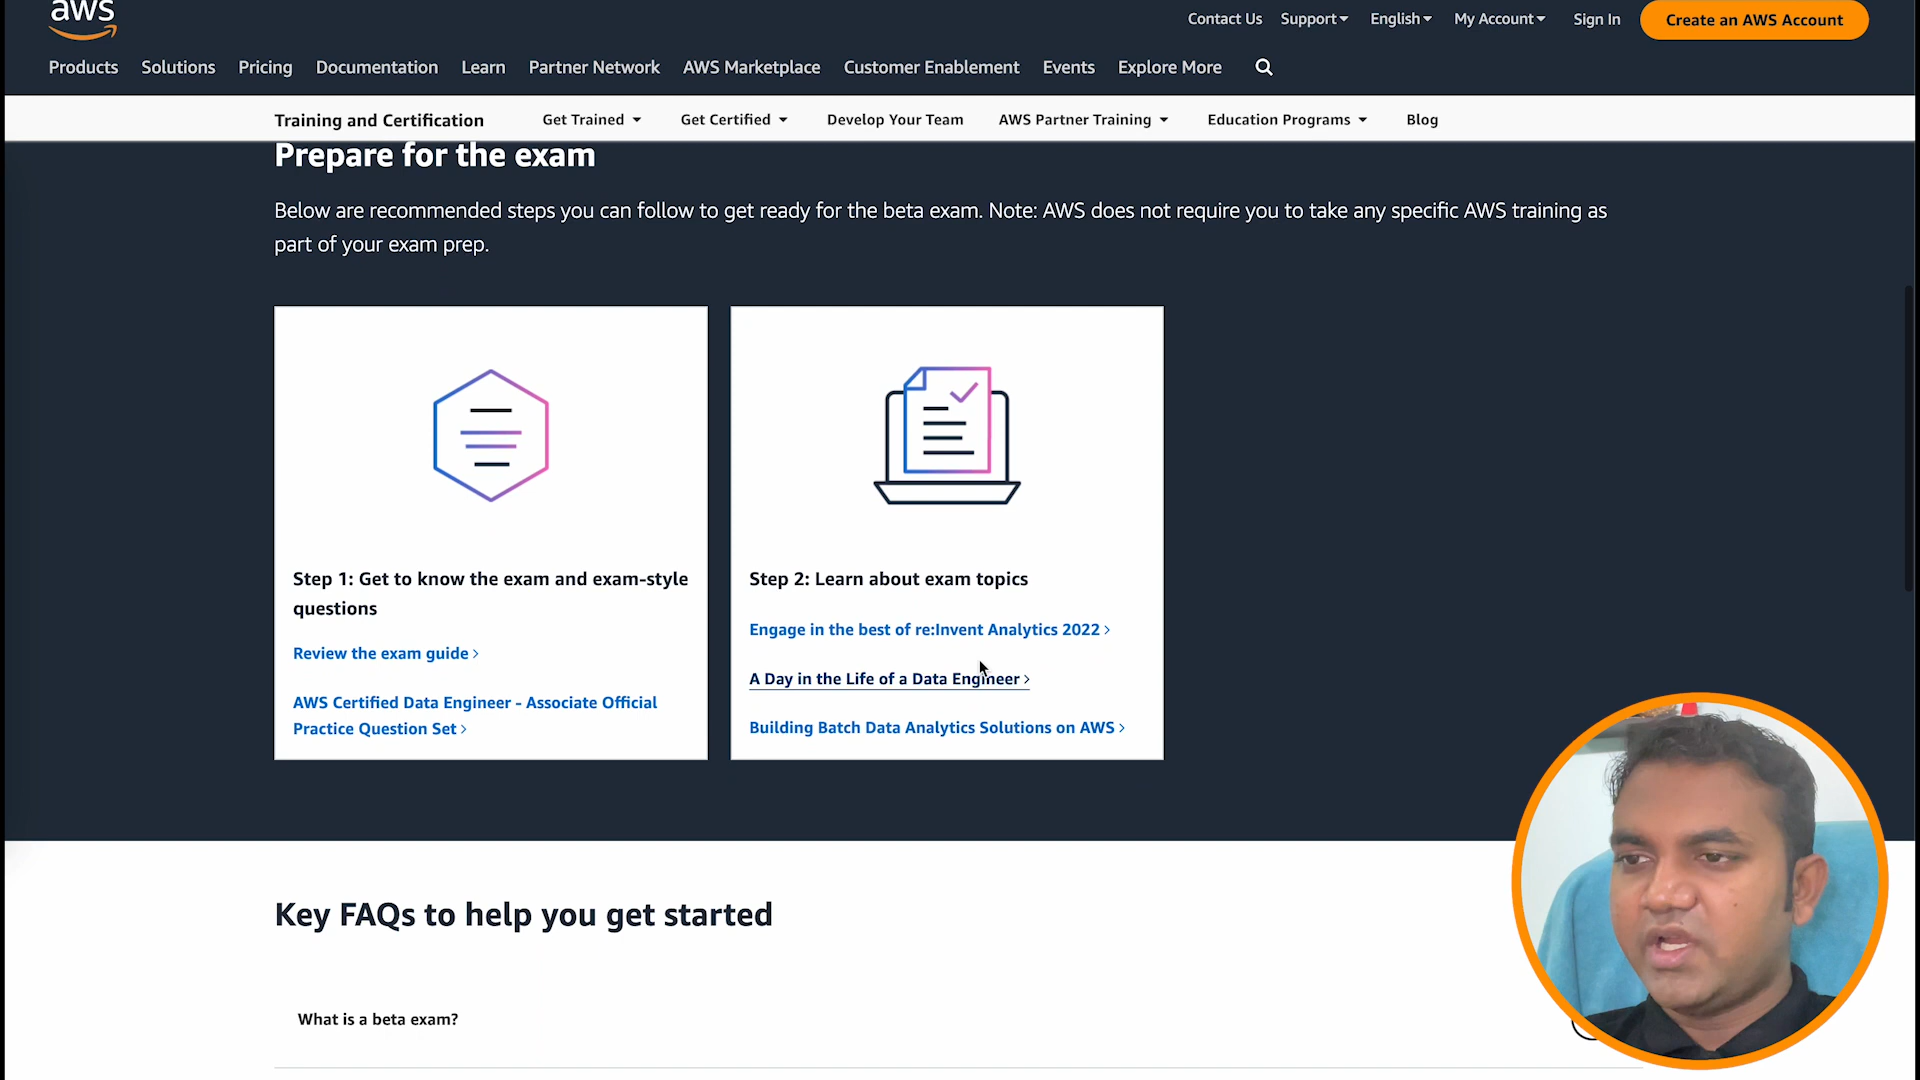 aws
Contact Us Support English My Account Sign In Create an AWS Account
Products Solutions Pricing Documentation Learn Partner Network AWS Marketplace Customer Enablement Events Explore More
Training and Certification Get Trained Get Certified Develop Your Team AWS Partner Training Education Programs Blog
Prepare for the exam
Below are recommended steps you can follow to get ready for the beta exam. Note: AWS does not require you to take any specific AWS training as
part of your exam prep.
Step 1: Get to know the exam and exam-style
questions
Review the exam guide ›
AWS Certified Data Engineer - Associate Official
Practice Question Set ›
Step 2: Learn about exam topics
Engage in the best of re:Invent Analytics 2022 ›
A Day in the Life of a Data Engineer ›
Building Batch Data Analytics Solutions on AWS ›
Key FAQs to help you get started
What is a beta exam?